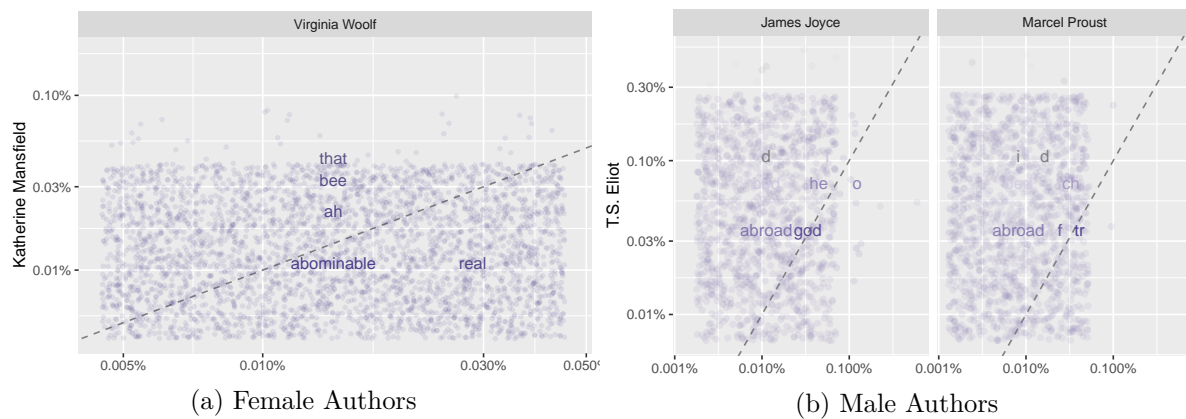 Virginia Woolf
Katherine Mansfield
0.10%
0.03%
0.01%
that
bee
ah
abominable
real
0.005%
0.010%
0.030%
0.050%
(a) Female Authors
James Joyce
Marcel Proust
T.S. Eliot
0.30%
0.10%
0.03%
0.01%
d
he
o
abroad
god
i
d
ch
abroad
f
tr
0.001%
0.010%
0.100%
0.001%
0.010%
0.100%
(b) Male Authors